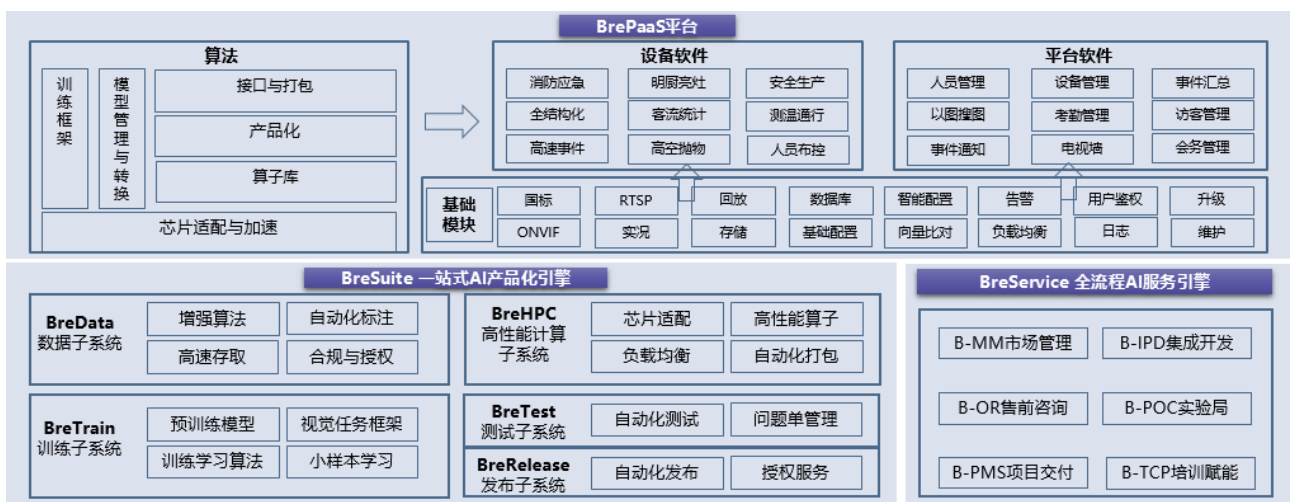 BrePaaS平台
算法
训练框架
模型管理与转换
接口与打包
产品化
算子库
芯片适配与加速
设备软件
消防应急 明厨亮灶 安全生产
全结构化 客流统计 测温通行
高速事件 高空抛物 人员布控
平台软件
人员管理 设备管理 事件汇总
以图搜图 考勤管理 访客管理
事件通知 电视墙 会务管理
基础
模块
国标 RTSP 回放 数据库 智能配置 告警 用户鉴权 升级
ONVIF 实况 存储 基础配置 向量比对 负载均衡 日志 维护
BreSuite 一站式AI产品化引擎
BreData
数据子系统
增强算法 自动化标注
高速存取 合规与授权
BreHPC
高性能计算
子系统
芯片适配 高性能算子
负载均衡 自动化打包
BreTrain
训练子系统
预训练模型 视觉任务框架
训练学习算法 小样本学习
BreTest
测试子系统
自动化测试 问题单管理
BreRelease
发布子系统
自动化发布 授权服务
BreService 全流程AI服务引擎
B-MM市场管理 B-IPD集成开发
B-OR售前咨询 B-POC实验局
B-PMS项目交付 B-TCP培训赋能